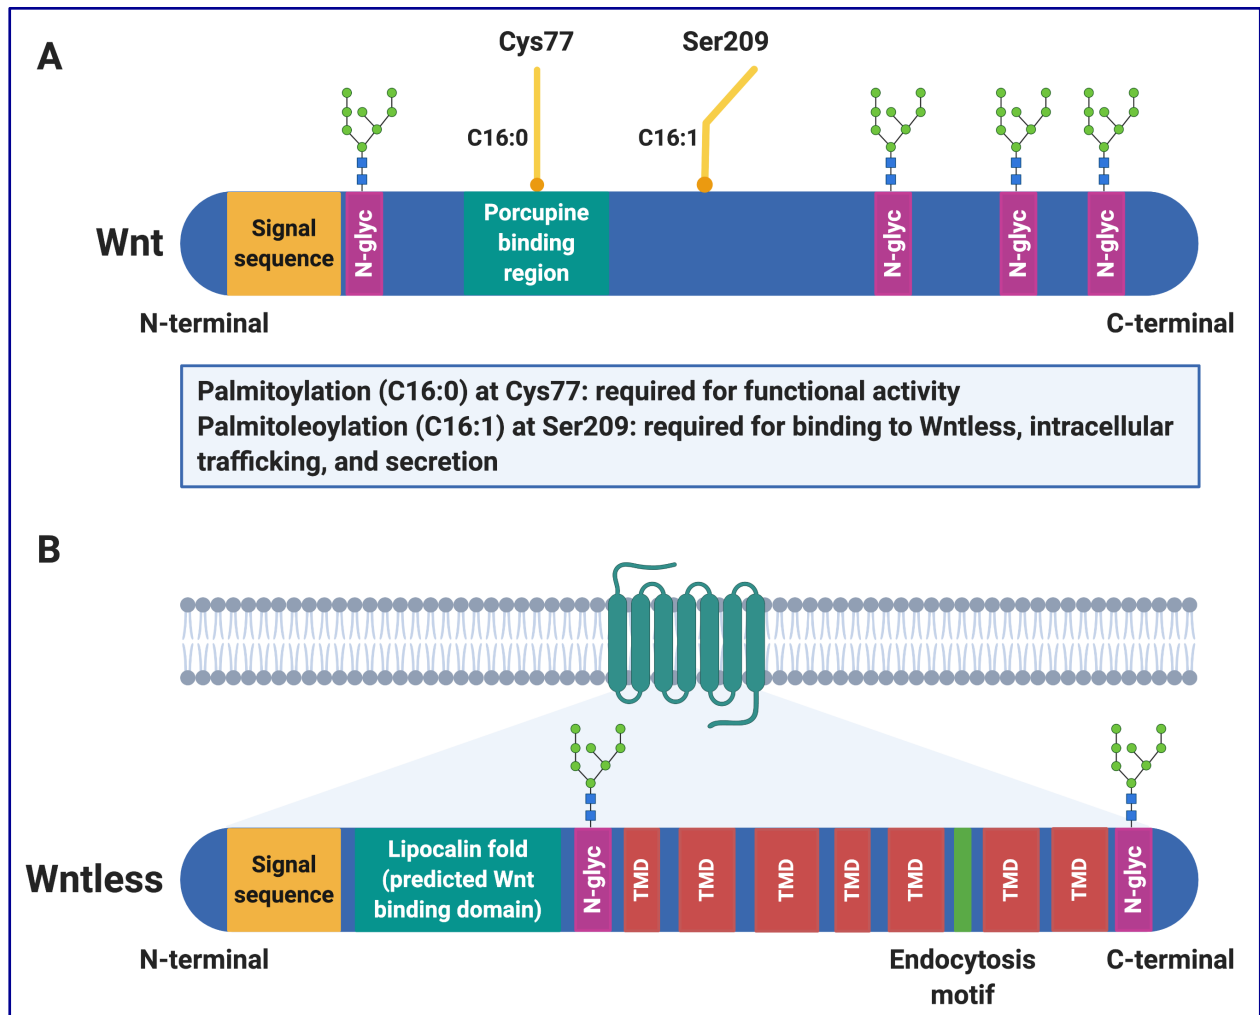 A
Cys77
Ser209
C16:0
C16:1
Wnt
Signal
sequence
N-glyc
Porcupine
binding
region
N-glyc
N-glyc
N-glyc
N-terminal
C-terminal
Palmitoylation (C16:0) at Cys77: required for functional activity
Palmitoleoylation (C16:1) at Ser209: required for binding to Wntless, intracellular
trafficking, and secretion
B
Wntless
Signal
sequence
Lipocalin fold
(predicted Wnt
binding domain)
N-glyc
TMD
TMD
TMD
TMD
TMD
TMD
TMD
N-glyc
N-terminal
Endocytosis
motif
C-terminal